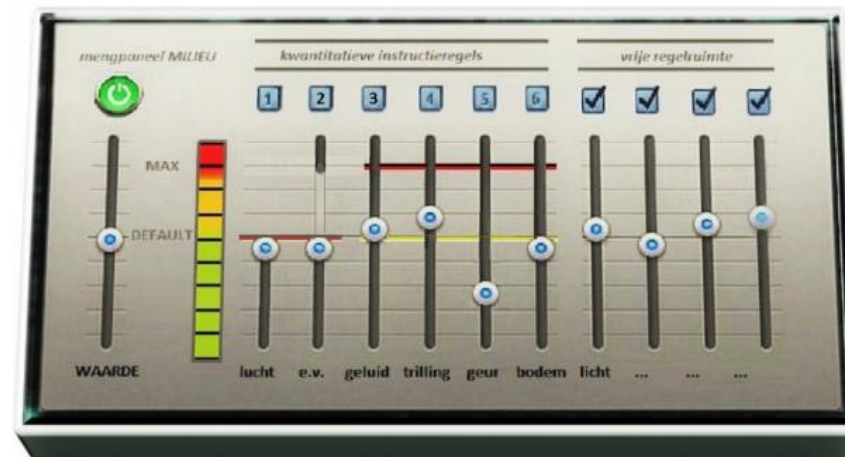 mengpaneel MILIEU
kwantitatieve instructieregels
vrije regelruimte
1 2 3 4 5 6
MAX
DEFAULT
WAARDE
lucht e.v. geluid trilling geur bodem licht ... ... ...